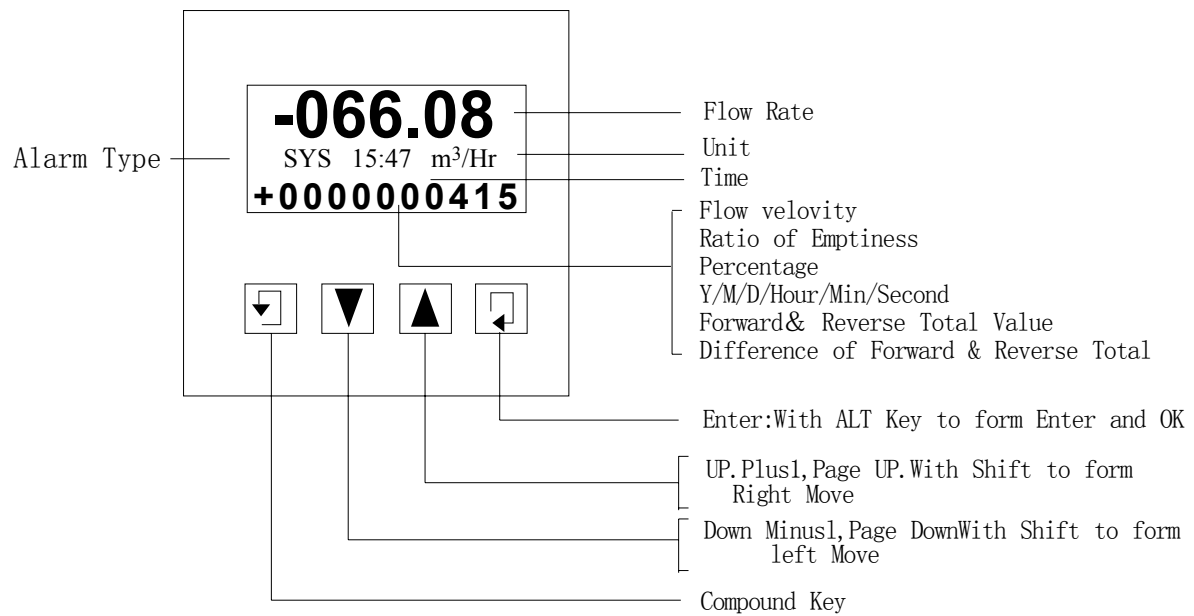 -066.08
Flow Rate
Alarm Type
SYS 15:47 m³/Hr
Unit
Time
+0000000415
Flow velovity
Ratio of Emptiness
Percentage
Y/M/D/Hour/Min/Second
Forward& Reverse Total Value
Difference of Forward & Reverse Total
Enter:With ALT Key to form Enter and OK
UP.Plus1,Page UP.With Shift to form
Right Move
Down Minus1,Page DownWith Shift to form
left Move
Compound Key